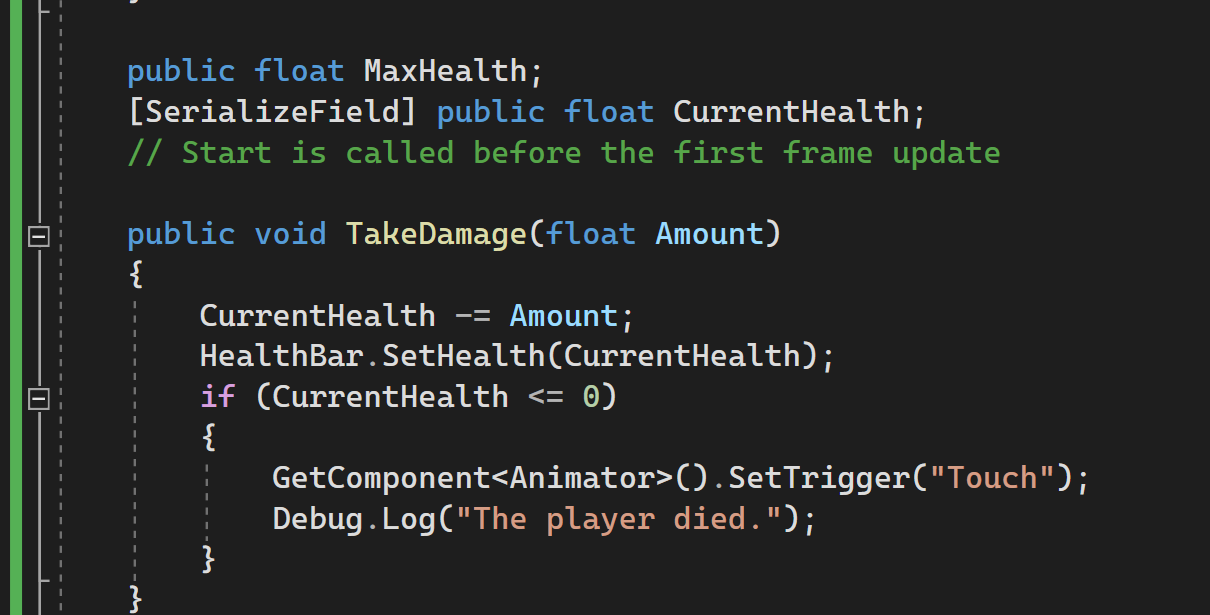 }
public float MaxHealth;
[SerializeField] public float CurrentHealth;
// Start is called before the first frame update
public void TakeDamage(float Amount)
{
CurrentHealth -= Amount;
HealthBar.SetHealth(CurrentHealth);
if (CurrentHealth <= 0)
{
GetComponent<Animator>().SetTrigger("Touch");
Debug.Log("The player died.");
}
}